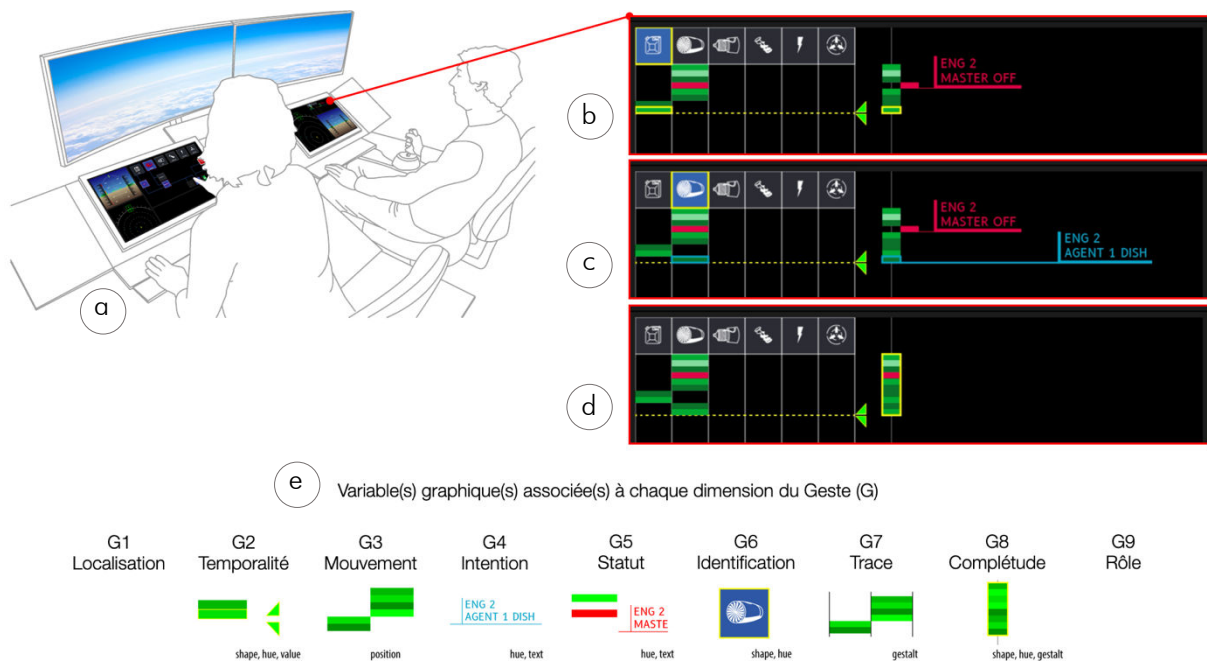 a
b
ENG 2
MASTER OFF
c
ENG 2
MASTER OFF
ENG 2
AGENT 1 DISH
d
e
Variable(s) graphique(s) associée(s) à chaque dimension du Geste (G)
G1
Localisation
G2
Temporalité
shape, hue, value
G3
Mouvement
position
G4
Intention
ENG 2
AGENT 1 DISH
hue, text
G5
Statut
ENG 2
MASTE
hue, text
G6
Identification
shape, hue
G7
Trace
gestalt
G8
Complétude
shape, hue, gestalt
G9
Rôle